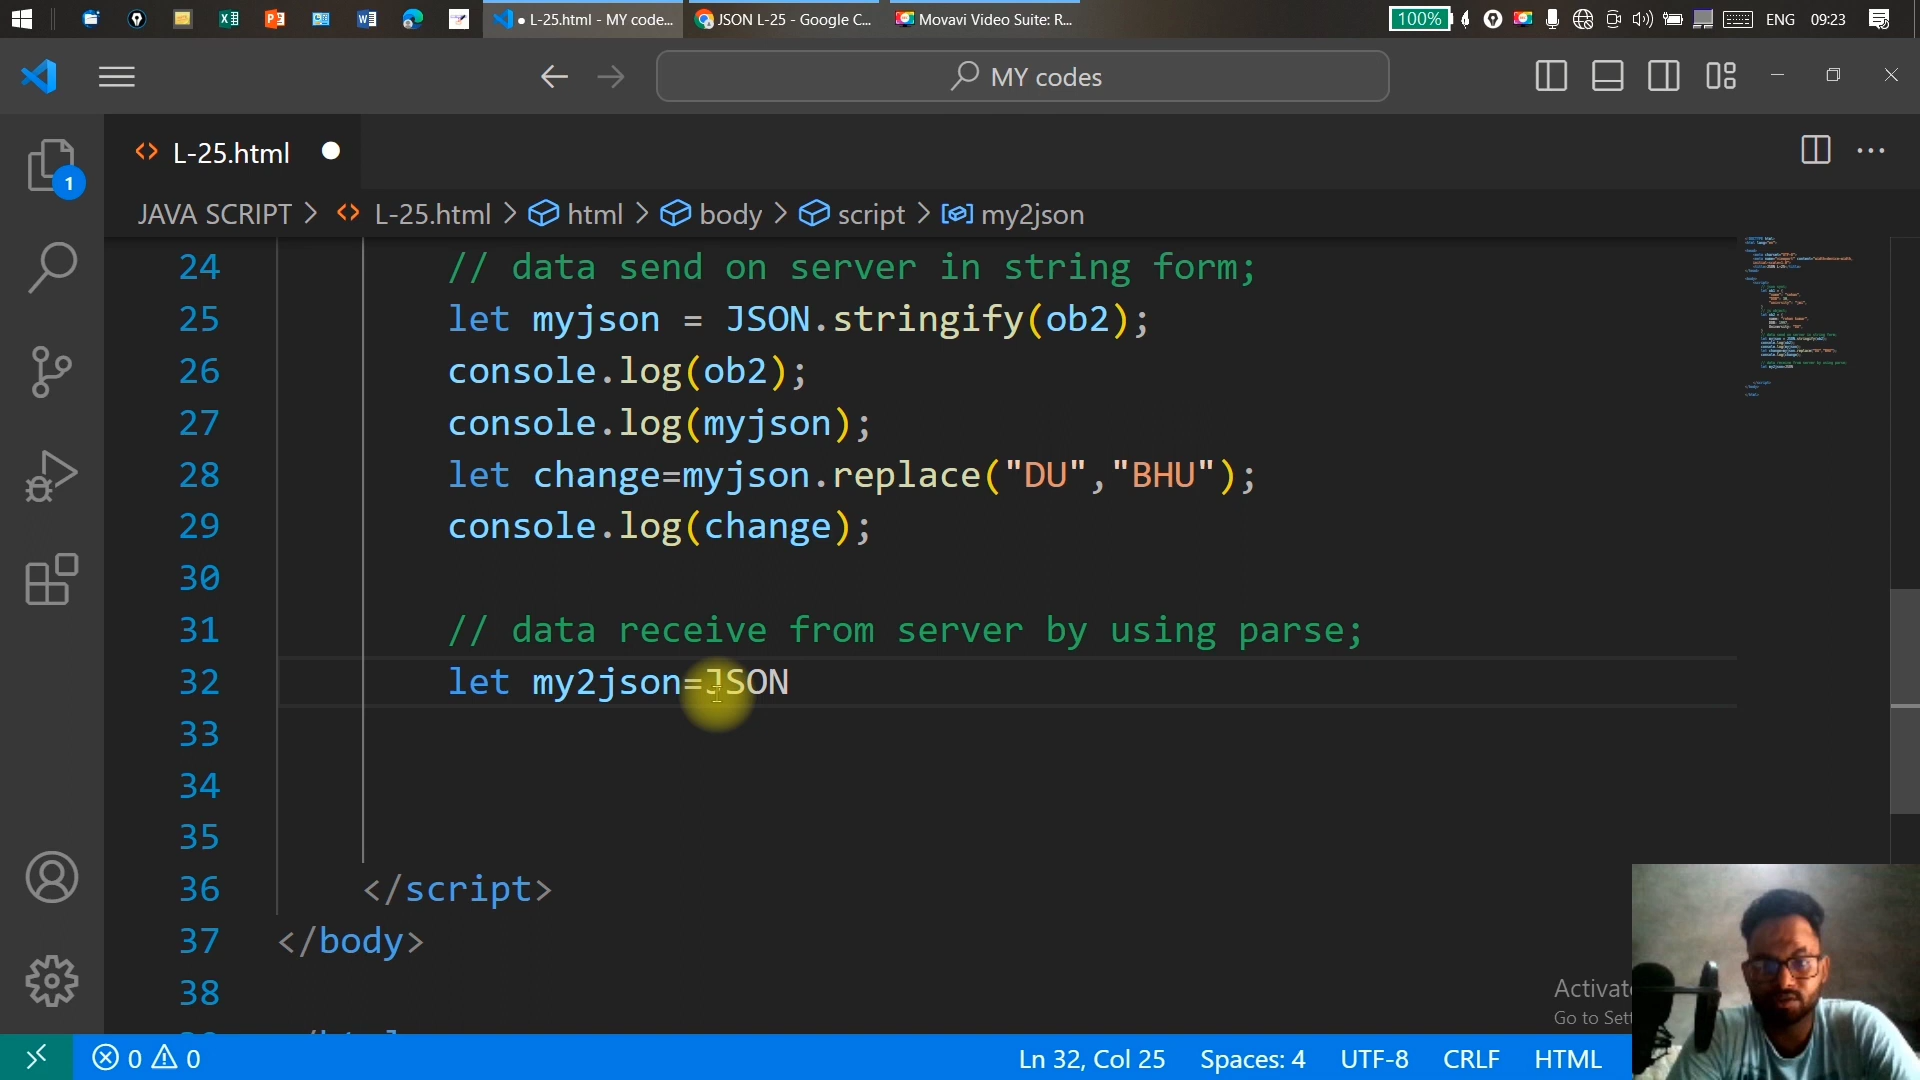 L-25.html - MY code...
JSON L-25 - Google C...
Movavi Video Suite: R...
100%
ENG
09:23
MY codes
L-25.html
1
JAVA SCRIPT > L-25.html > html > body > script > my2json
24 // data send on server in string form;
25 let myjson = JSON.stringify(ob2);
26 console.log(ob2);
27 console.log(myjson);
28 let change=myjson.replace("DU","BHU");
29 console.log(change);
30
31 // data receive from server by using parse;
32 let my2json=JSON
33
34
35
36 </script>
37 </body>
38
Activat
Go to Set
0 0
Ln 32, Col 25
Spaces: 4
UTF-8
CRLF
HTML